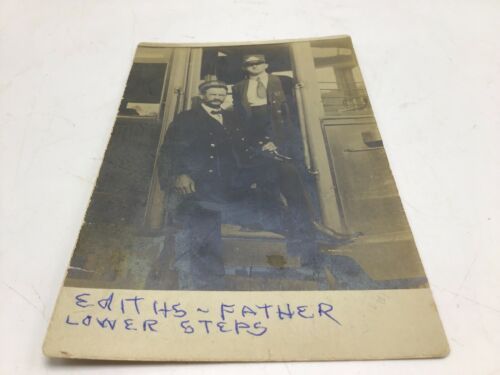 EDITHS ~ FATHER
LOWER STEPS